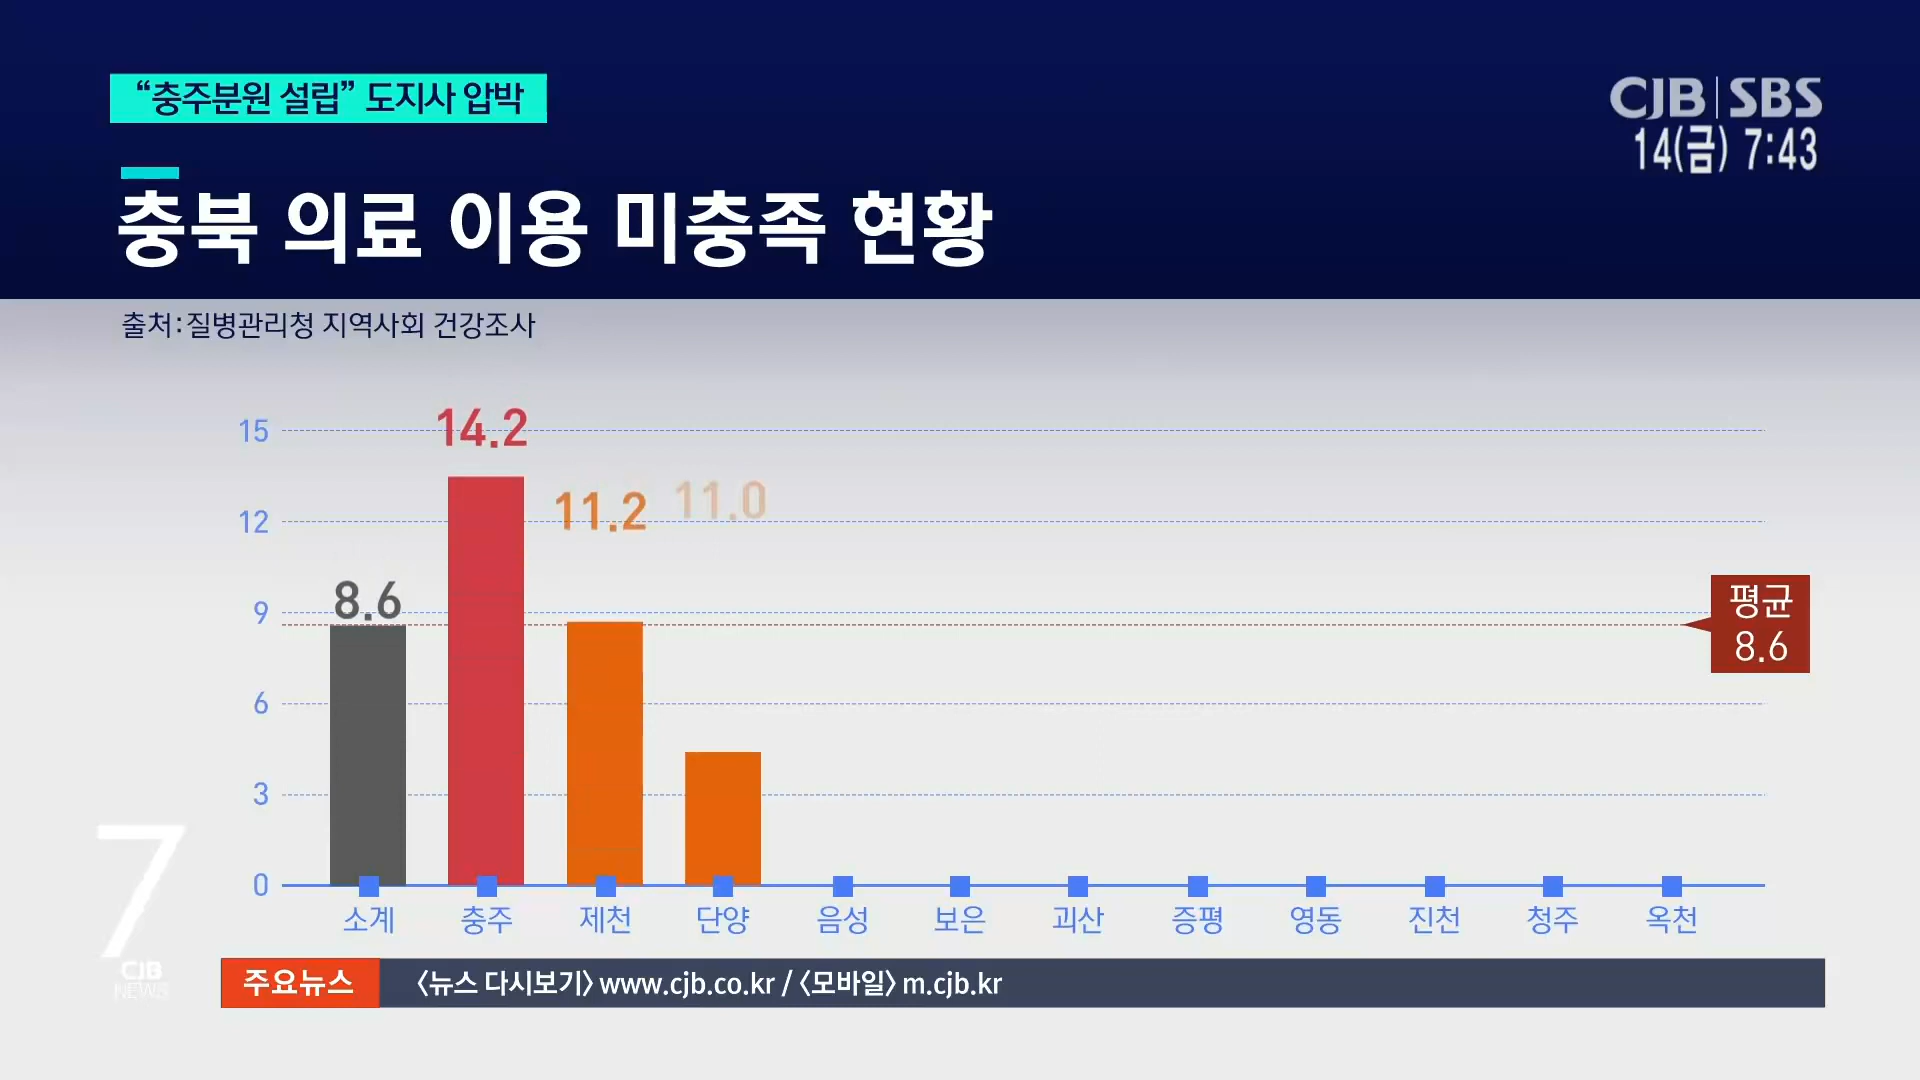 “충주분원 설립” 도지사 압박
CJB SBS
14(금) 7:43
충북 의료 이용 미충족 현황
출처:질병관리청 지역사회 건강조사
15
12
9
6
3
0
8.6
14.2
11.2
11.0
평균
8.6
소계 충주 제천 단양 음성 보은 괴산 증평 영동 진천 청주 옥천
7
CJB
NEWS
주요뉴스 〈뉴스 다시보기〉 www.cjb.co.kr / 〈모바일〉 m.cjb.kr